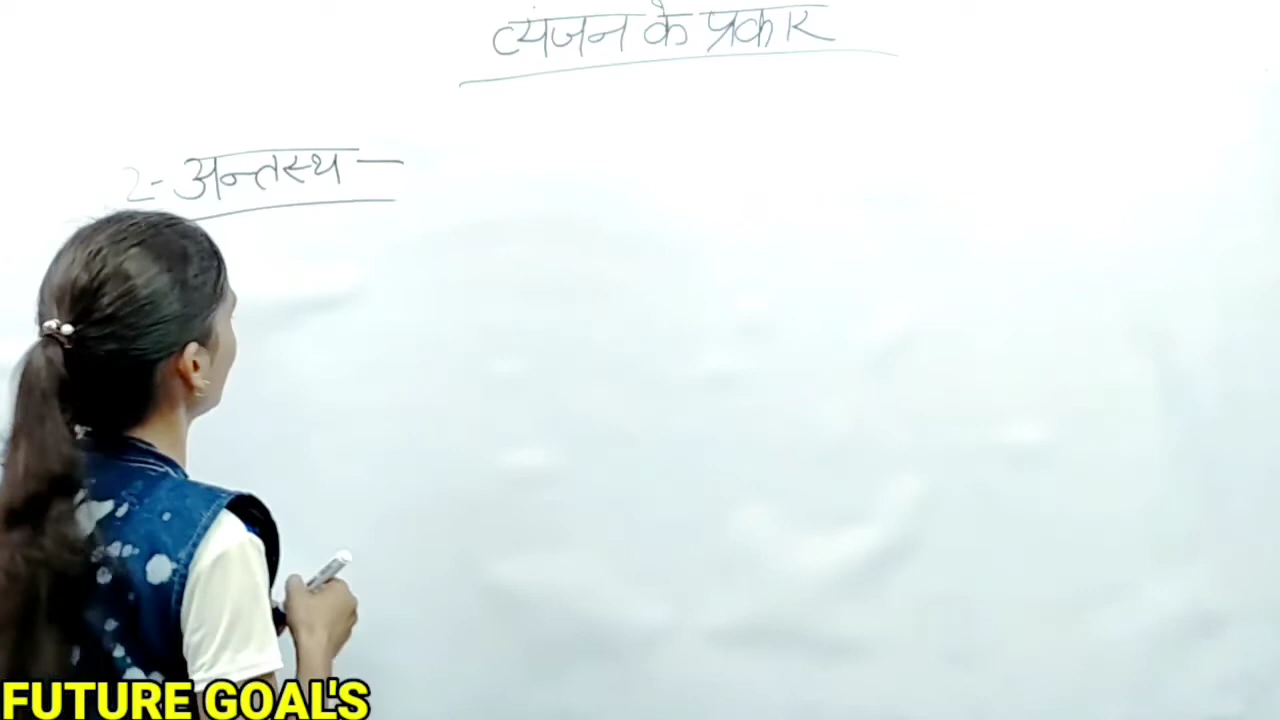 व्यंजन के प्रकार
2- अन्तस्थ —
FUTURE GOAL'S